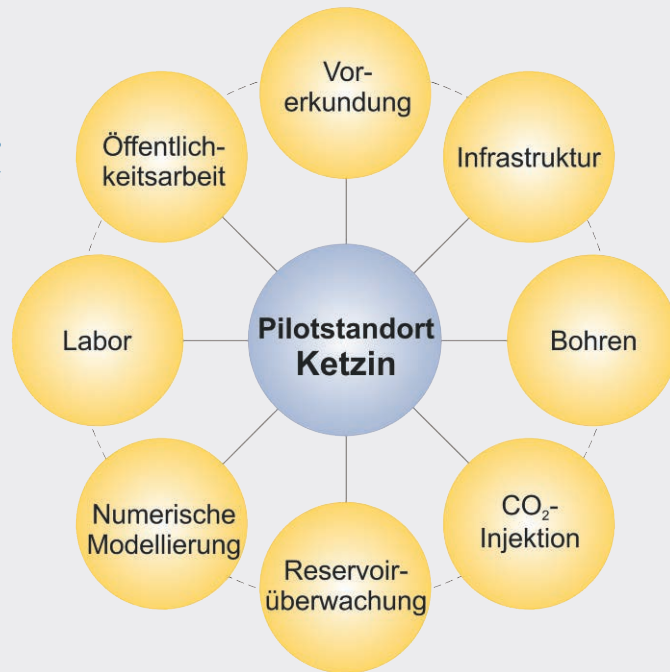 Vor-
erkundung
Infrastruktur
Bohren
CO₂-
Injektion
Reservoir-
überwachung
Numerische
Modellierung
Labor
Öffentlich-
keitsarbeit
Pilotstandort
Ketzin